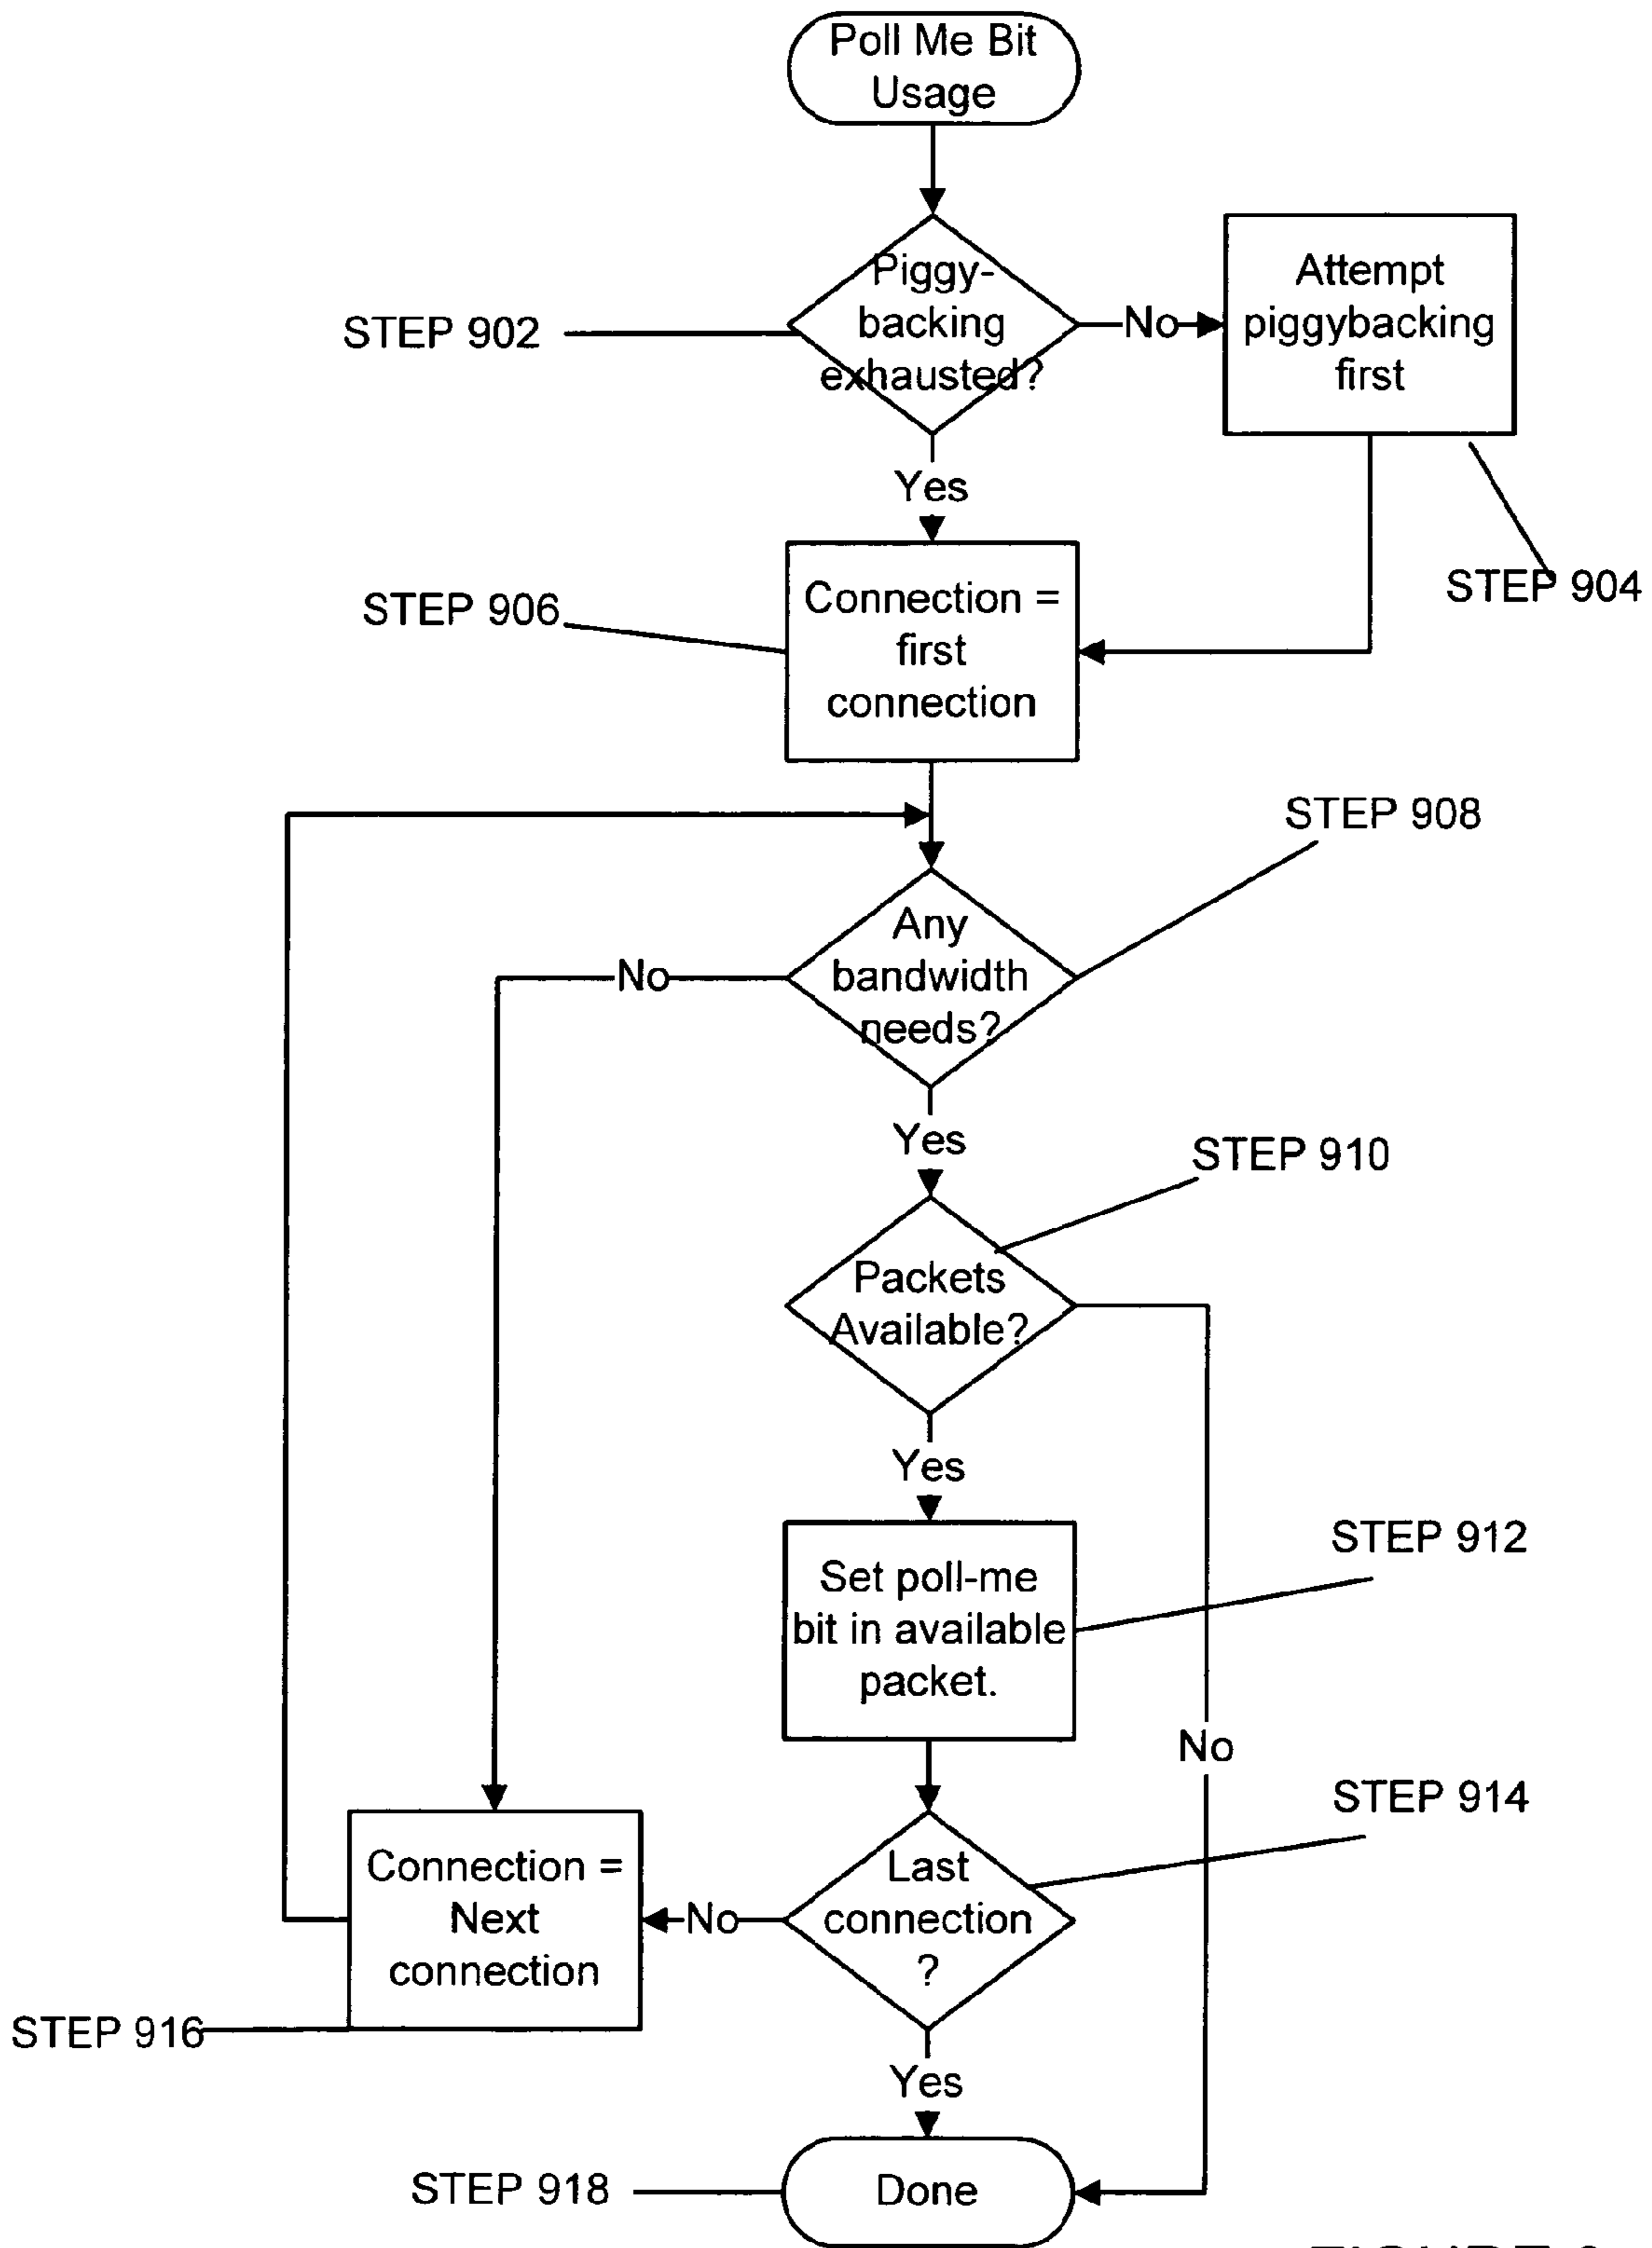 Poll Me Bit
Usage
Piggy-
backing
exhausted?
No
Attempt
piggybacking
first
STEP 902
Yes
STEP 904
Connection =
first
connection
STEP 906
STEP 908
Any
bandwidth
needs?
No
Yes
STEP 910
Packets
Available?
Yes
STEP 912
Set poll-me
bit in available
packet.
No
STEP 914
Connection =
Next
connection
No
Last
connection
?
STEP 916
Yes
STEP 918
Done